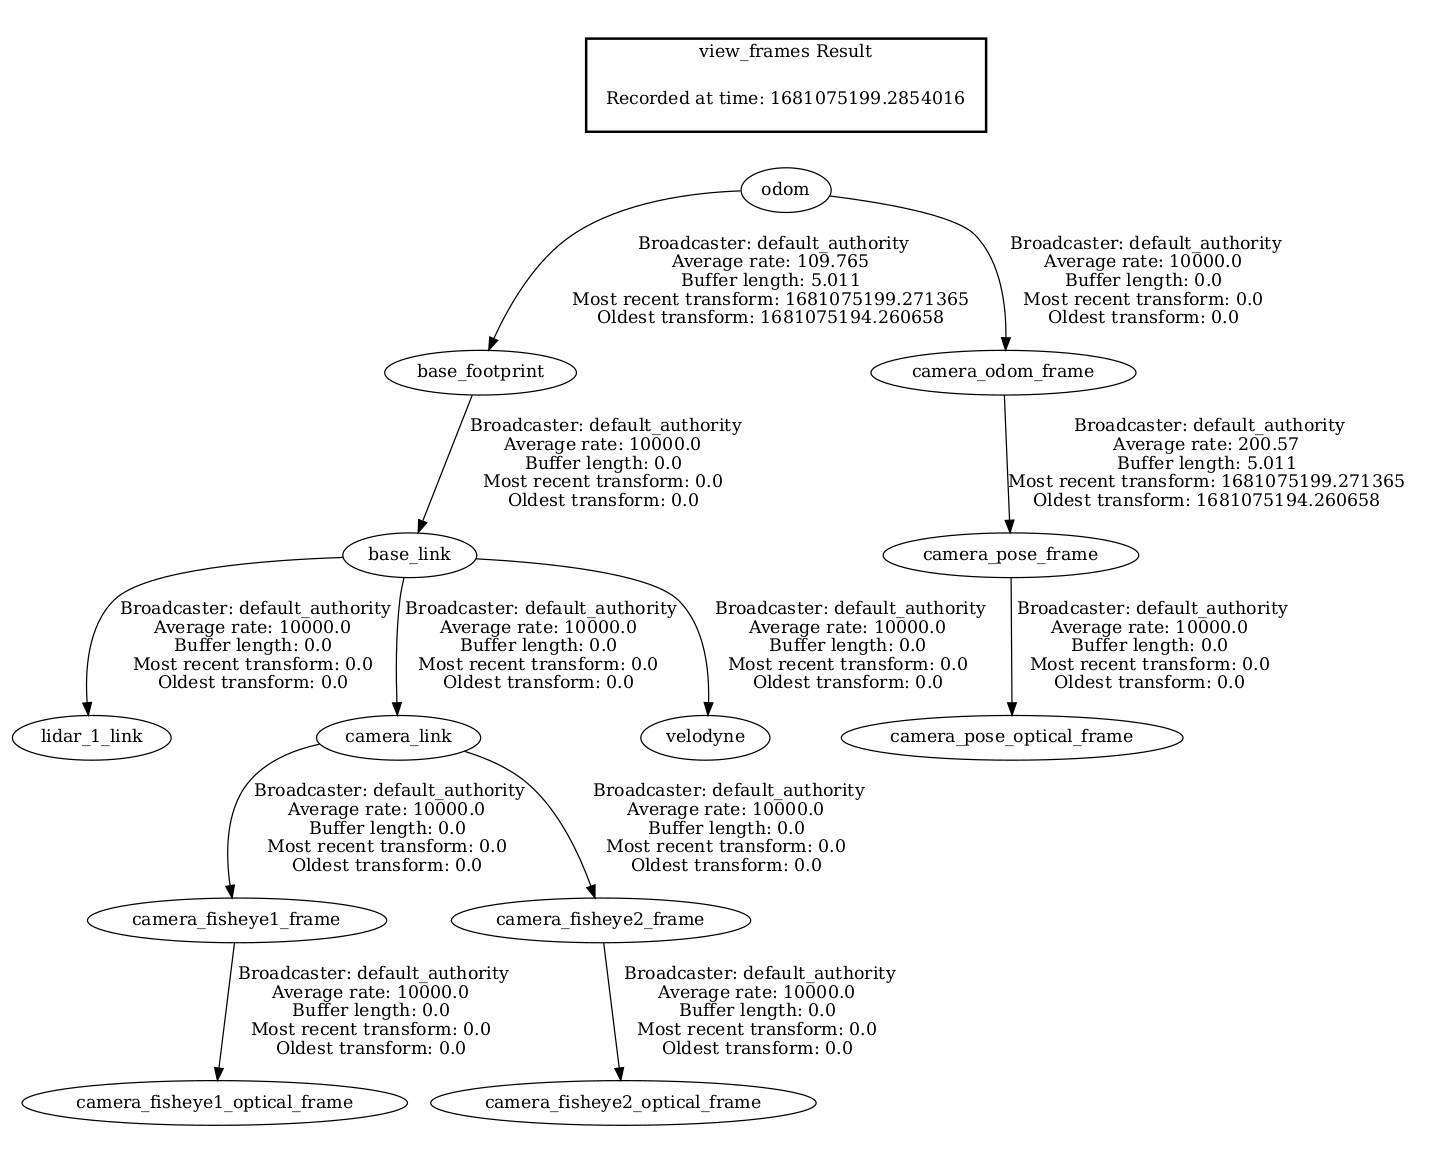 view_frames Result
Recorded at time: 1681075199.2854016
odom
Broadcaster: default_authority
Average rate: 109.765
Buffer length: 5.011
Most recent transform: 1681075199.271365
Oldest transform: 1681075194.260658
Broadcaster: default_authority
Average rate: 10000.0
Buffer length: 0.0
Most recent transform: 0.0
Oldest transform: 0.0
base_footprint
camera_odom_frame
Broadcaster: default_authority
Average rate: 10000.0
Buffer length: 0.0
Most recent transform: 0.0
Oldest transform: 0.0
Broadcaster: default_authority
Average rate: 200.57
Buffer length: 5.011
Most recent transform: 1681075199.271365
Oldest transform: 1681075194.260658
base_link
camera_pose_frame
Broadcaster: default_authority
Average rate: 10000.0
Buffer length: 0.0
Most recent transform: 0.0
Oldest transform: 0.0
Broadcaster: default_authority
Average rate: 10000.0
Buffer length: 0.0
Most recent transform: 0.0
Oldest transform: 0.0
Broadcaster: default_authority
Average rate: 10000.0
Buffer length: 0.0
Most recent transform: 0.0
Oldest transform: 0.0
Broadcaster: default_authority
Average rate: 10000.0
Buffer length: 0.0
Most recent transform: 0.0
Oldest transform: 0.0
lidar_1_link
camera_link
velodyne
camera_pose_optical_frame
Broadcaster: default_authority
Average rate: 10000.0
Buffer length: 0.0
Most recent transform: 0.0
Oldest transform: 0.0
Broadcaster: default_authority
Average rate: 10000.0
Buffer length: 0.0
Most recent transform: 0.0
Oldest transform: 0.0
camera_fisheye1_frame
camera_fisheye2_frame
Broadcaster: default_authority
Average rate: 10000.0
Buffer length: 0.0
Most recent transform: 0.0
Oldest transform: 0.0
Broadcaster: default_authority
Average rate: 10000.0
Buffer length: 0.0
Most recent transform: 0.0
Oldest transform: 0.0
camera_fisheye1_optical_frame
camera_fisheye2_optical_frame